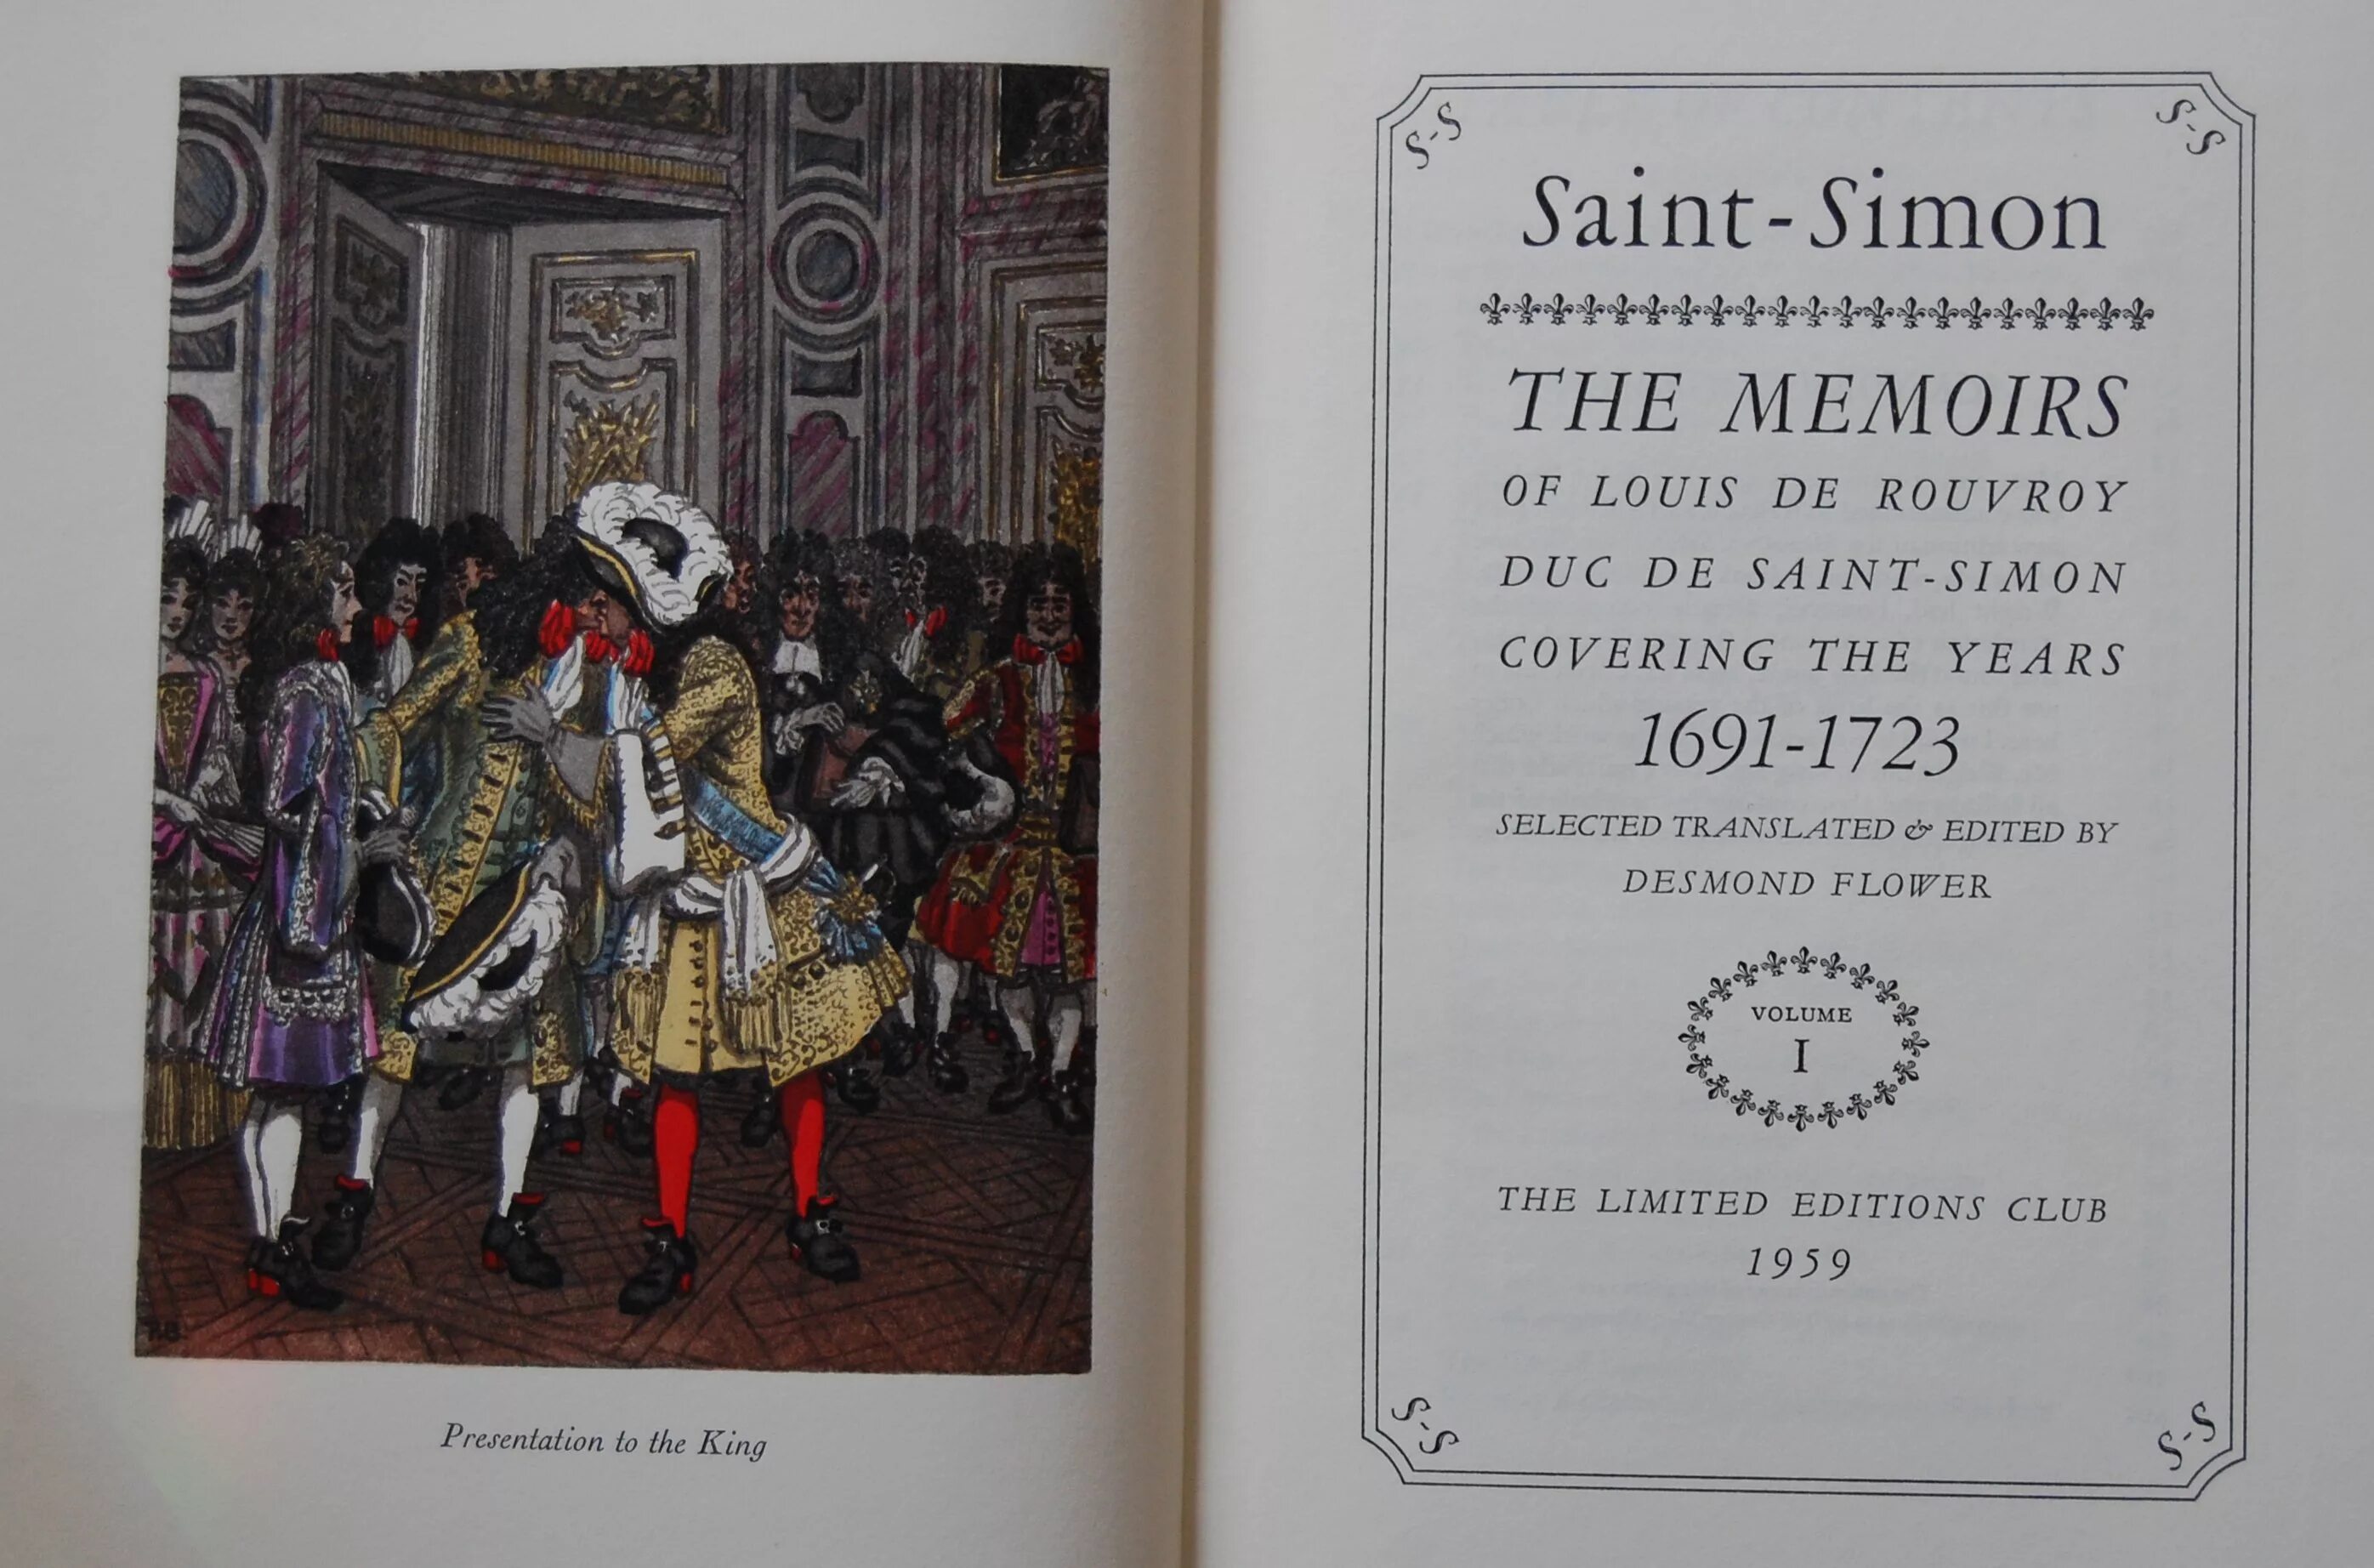 Presentation to the King
S-S
S-S
Saint-Simon
THE MEMOIRS
OF LOUIS DE ROUVROY
DUC DE SAINT-SIMON
COVERING THE YEARS
1691-1723
SELECTED TRANSLATED & EDITED BY
DESMOND FLOWER
VOLUME
I
THE LIMITED EDITIONS CLUB
1959
S-S
S-S